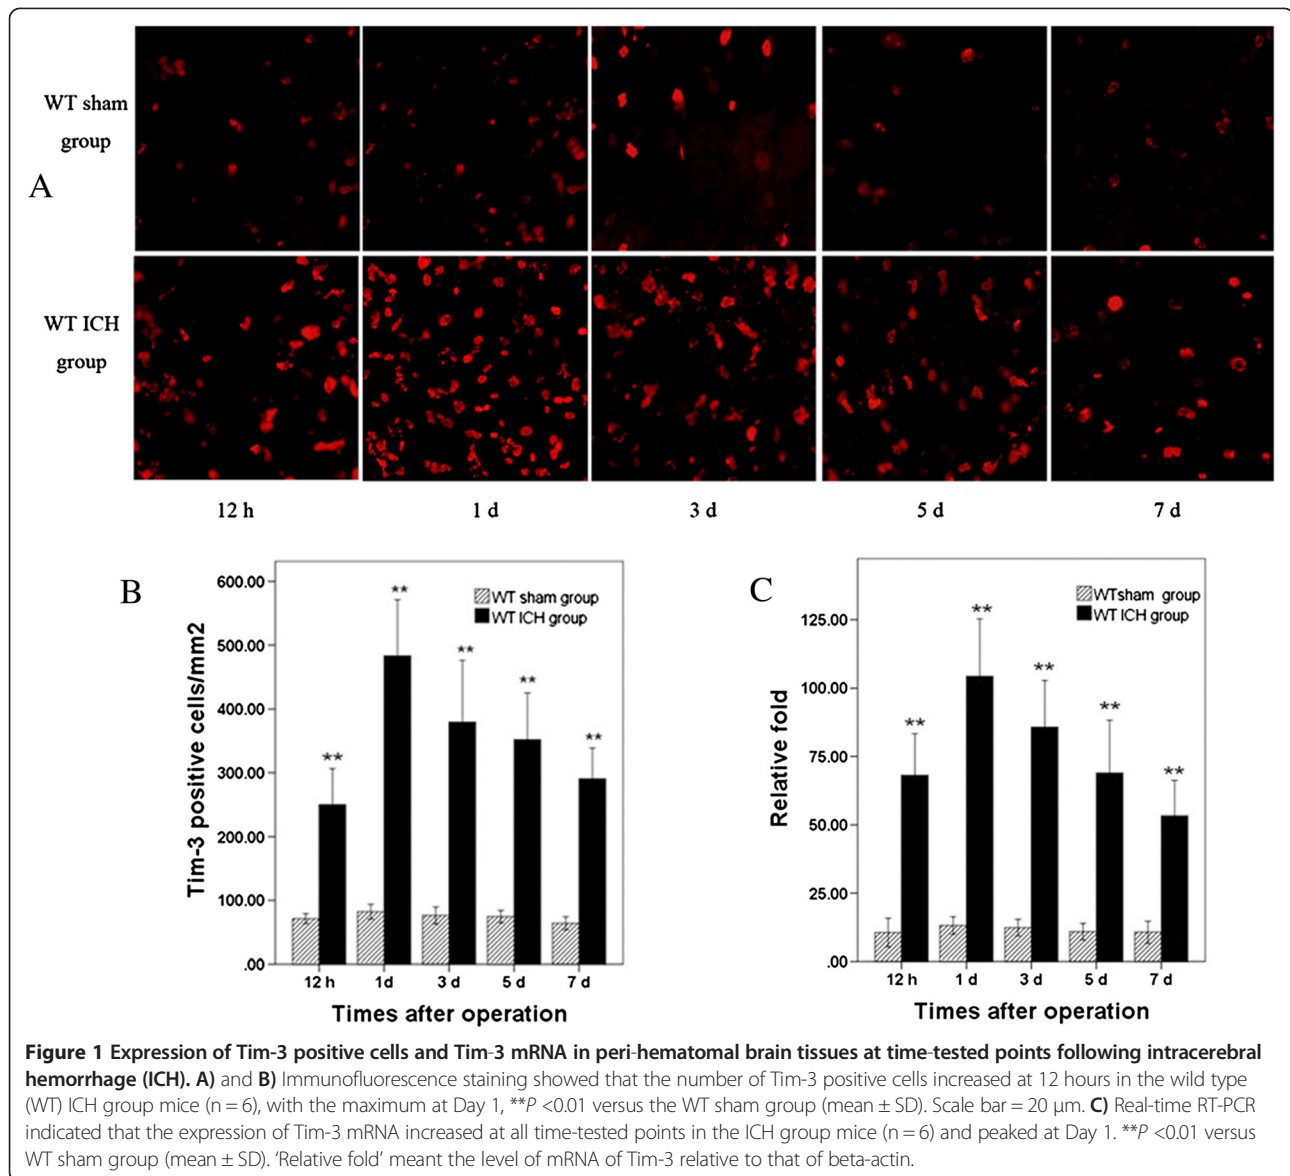 WT sham
group
A
WT ICH
group
12 h
1 d
3 d
5 d
7 d
B
600.00
500.00
400.00
300.00
200.00
100.00
.00
Tim-3 positive cells/mm2
WT sham group
WT ICH group
**
**
**
**
**
12 h
1d
3 d
5 d
7 d
Times after operation
C
125.00
100.00
75.00
50.00
25.00
.00
Relative fold
WTsham group
WT ICH group
**
**
**
**
**
12 h
1 d
3 d
5 d
7 d
Times after operation
Figure 1 Expression of Tim-3 positive cells and Tim-3 mRNA in peri-hematomal brain tissues at time-tested points following intracerebral
hemorrhage (ICH). A) and B) Immunofluorescence staining showed that the number of Tim-3 positive cells increased at 12 hours in the wild type
(WT) ICH group mice (n = 6), with the maximum at Day 1, **P <0.01 versus the WT sham group (mean ± SD). Scale bar = 20 μm. C) Real-time RT-PCR
indicated that the expression of Tim-3 mRNA increased at all time-tested points in the ICH group mice (n = 6) and peaked at Day 1. **P <0.01 versus
WT sham group (mean ± SD). ‘Relative fold’ meant the level of mRNA of Tim-3 relative to that of beta-actin.